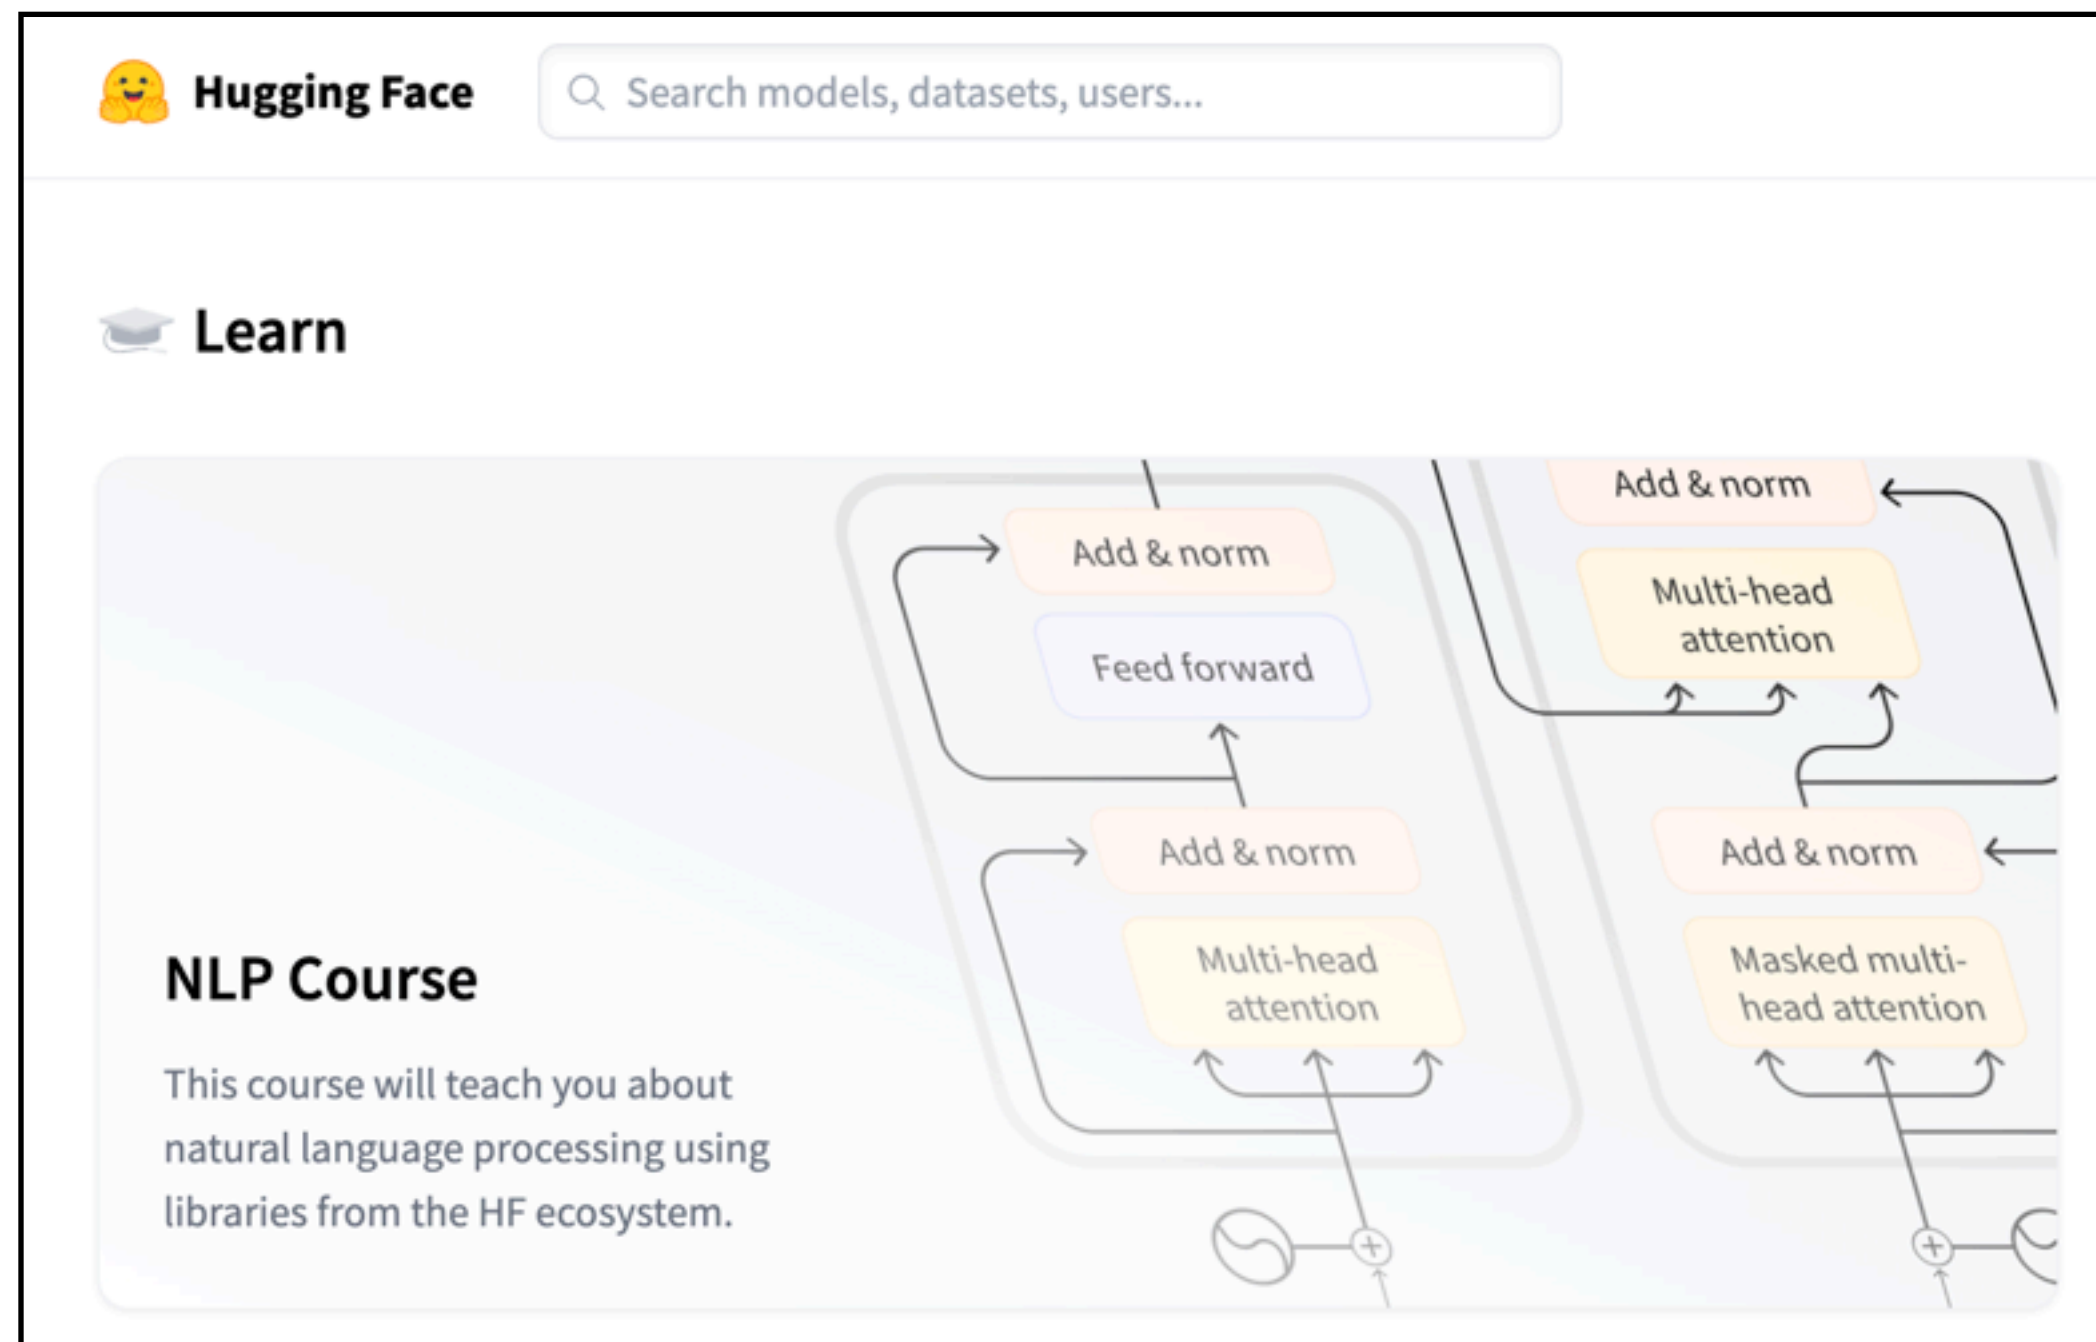 Hugging Face
Search models, datasets, users...
Learn
Add & norm
Multi-head
attention
Add & norm
Feed forward
Add & norm
Multi-head
attention
Add & norm
Masked multi-
head attention
NLP Course
This course will teach you about
natural language processing using
libraries from the HF ecosystem.